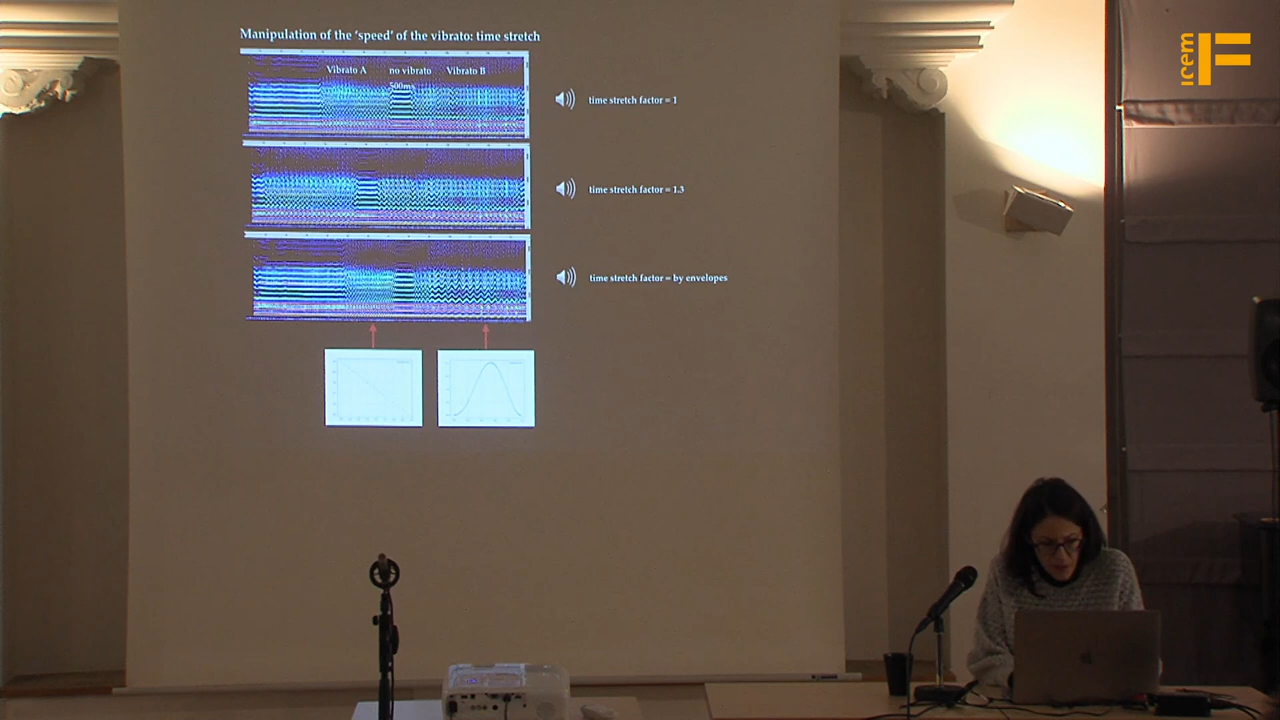 Manipulation of the 'speed' of the vibrato: time stretch
Vibrato A no vibrato Vibrato B
500ms
time stretch factor = 1
time stretch factor = 1.3
time stretch factor = by envelopes
icem
F